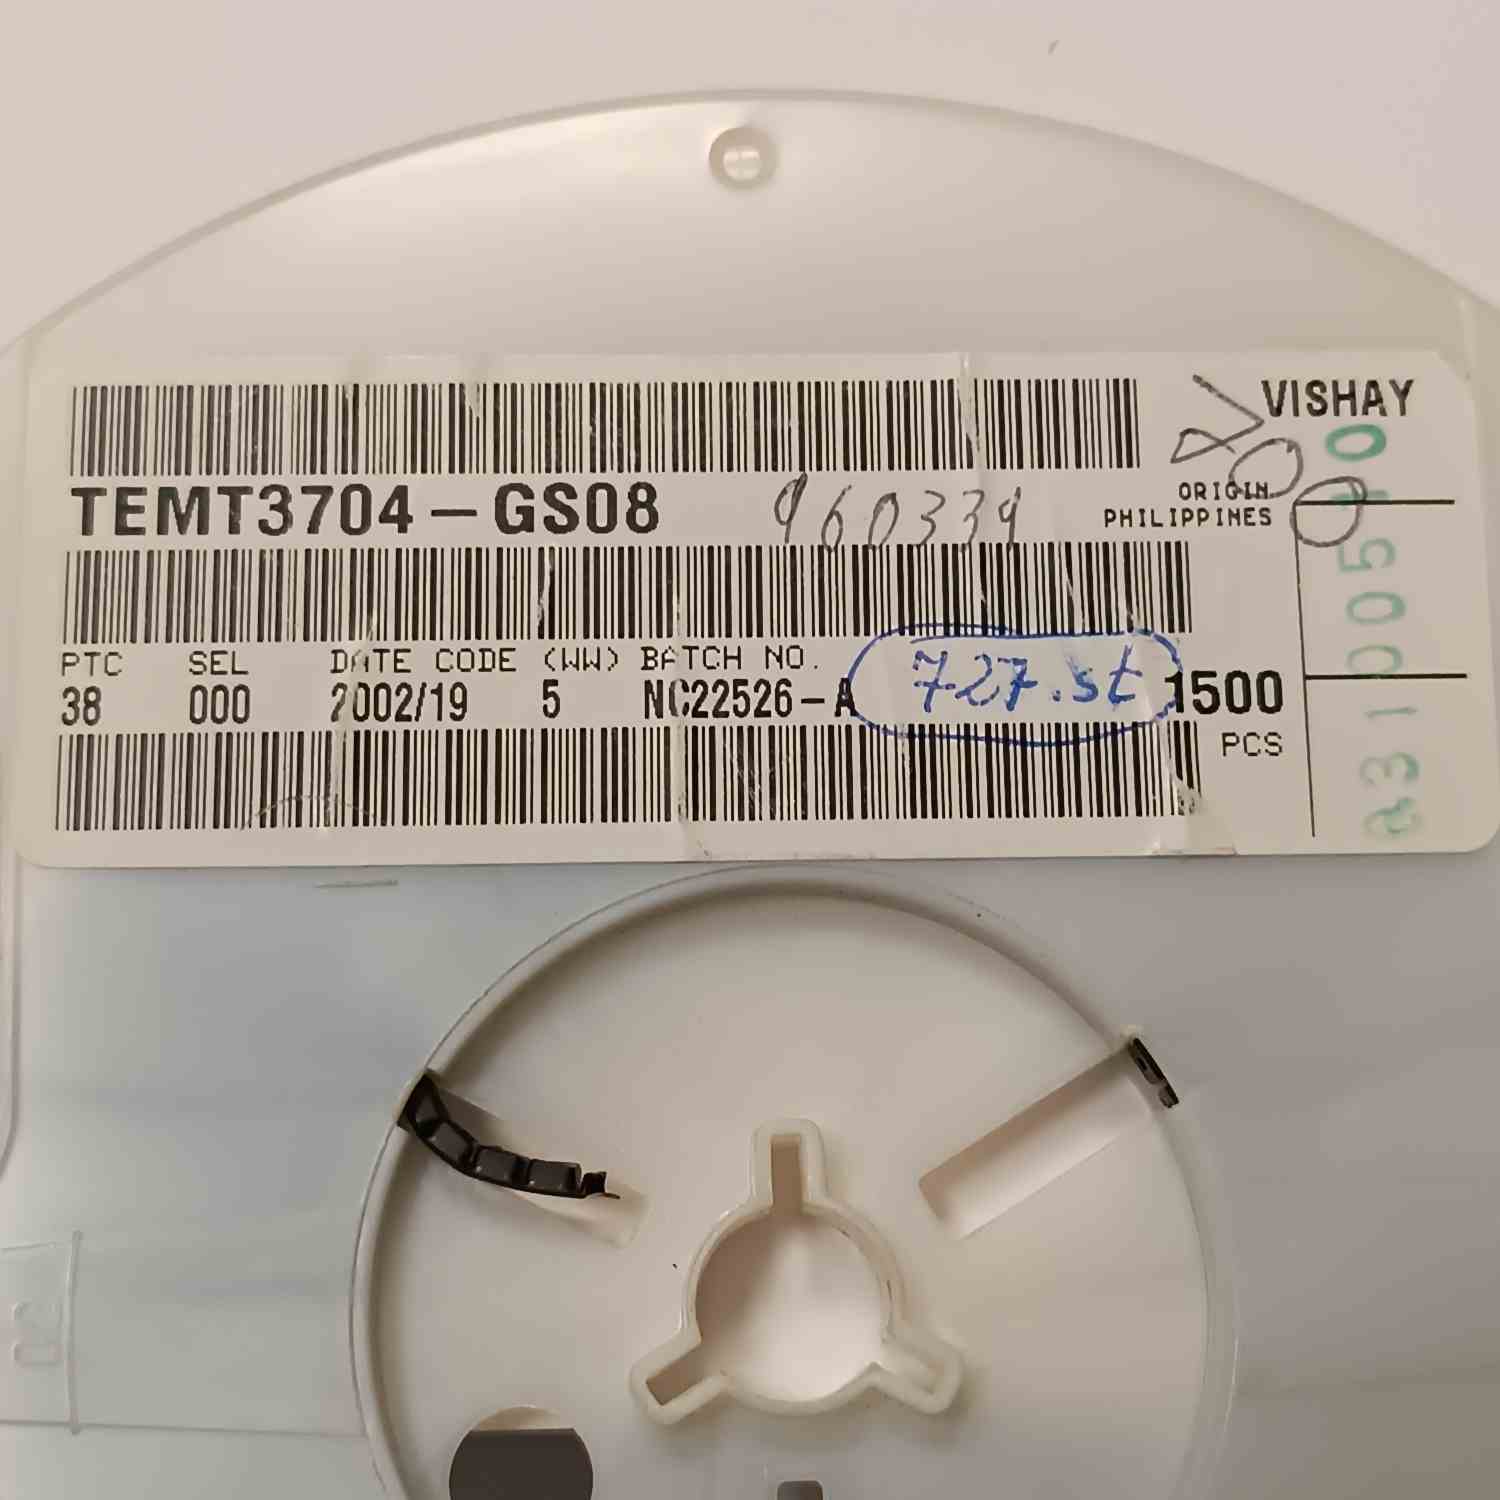 VISHAY
TEMT3704-GS08
960339
ORIGIN
PHILIPPINES
PTC SEL DATE CODE (WW) BATCH NO.
38 000 2002/19 5 NC22526-A 727.st 1500
PCS